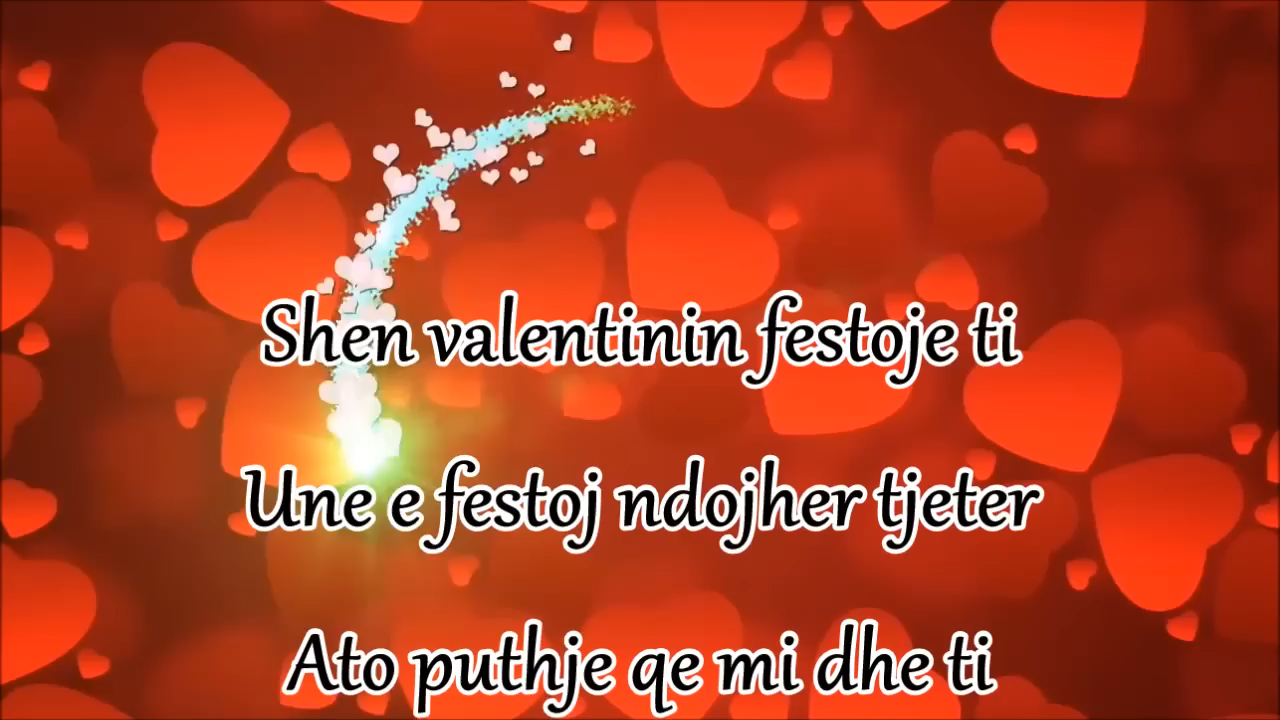 Shen valentinin festoje ti
Une e festoj ndojher tjeter
Ato puthje qe mi dhe ti